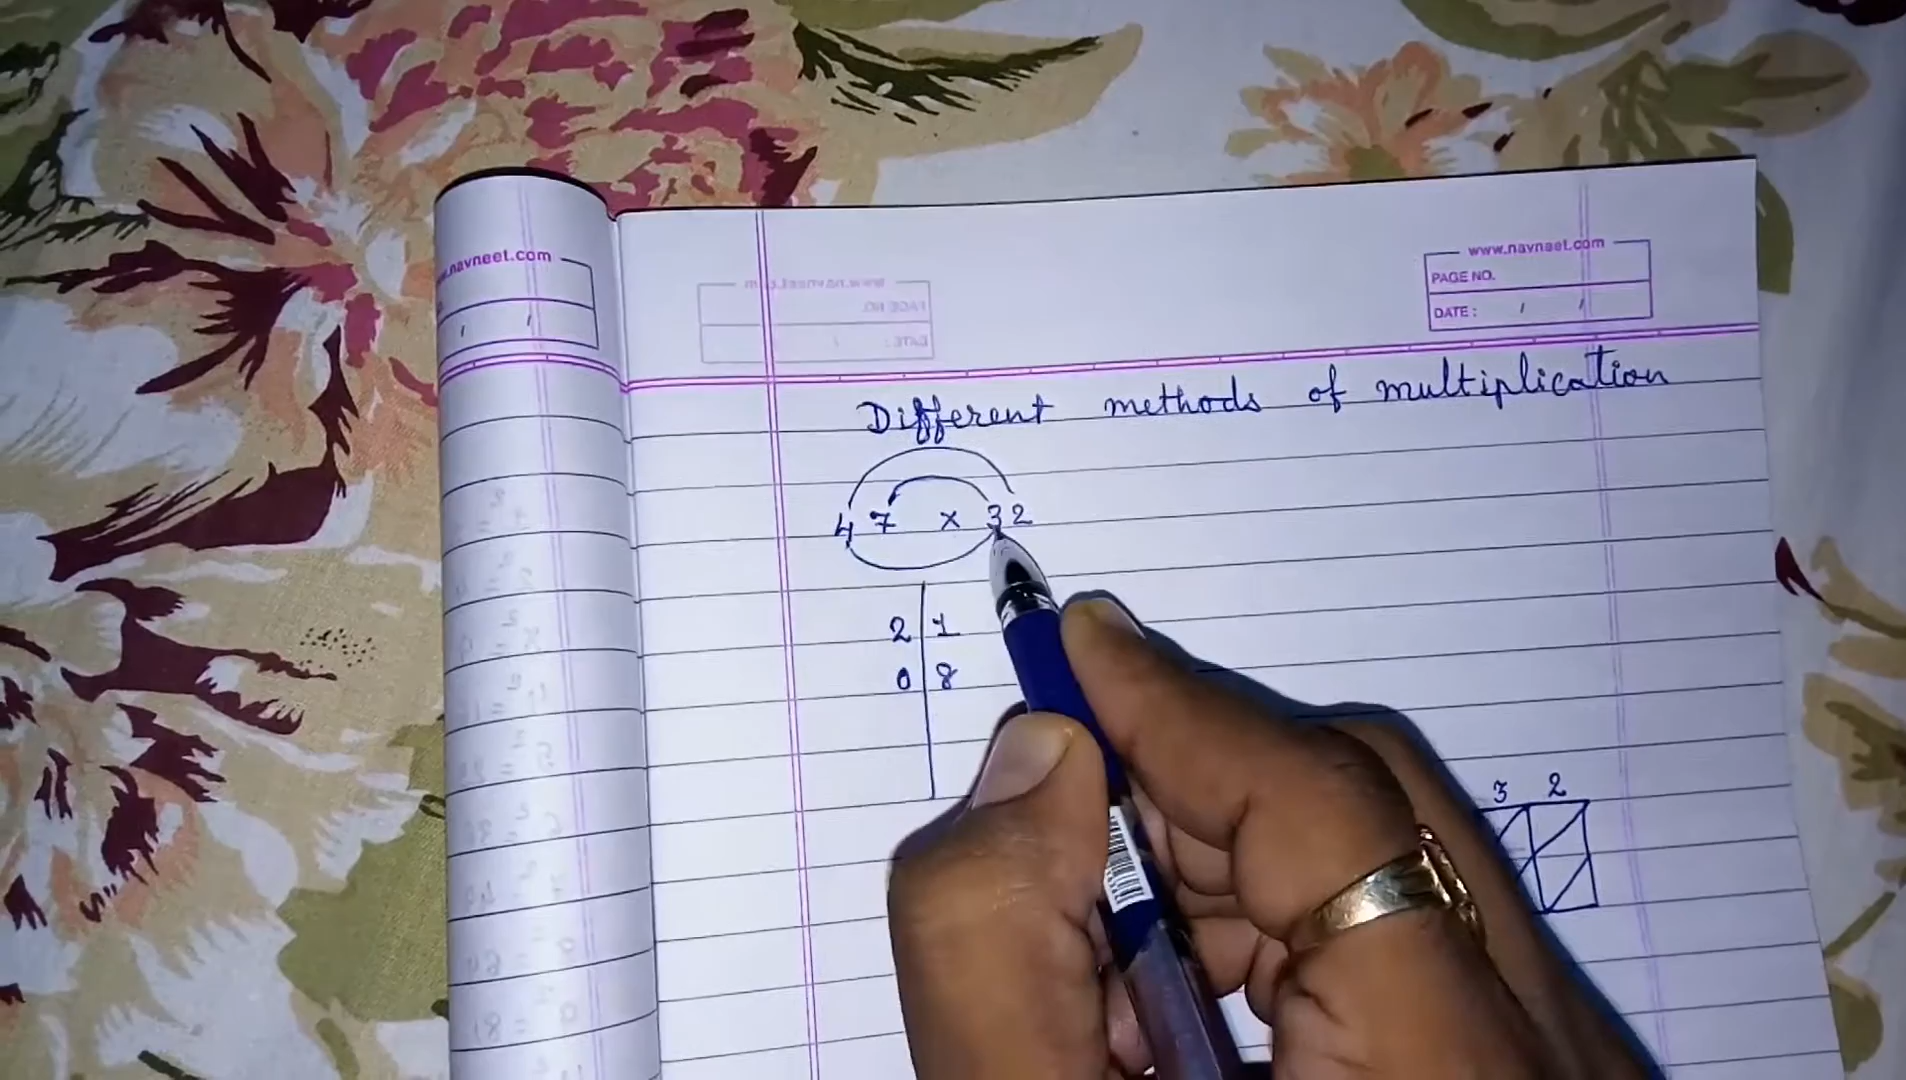 www.navneet.com
PAGE NO.
DATE : / /
.navneet.com
/ /
Different methods of multiplication
47 × 32
2 1
0 8
3 2